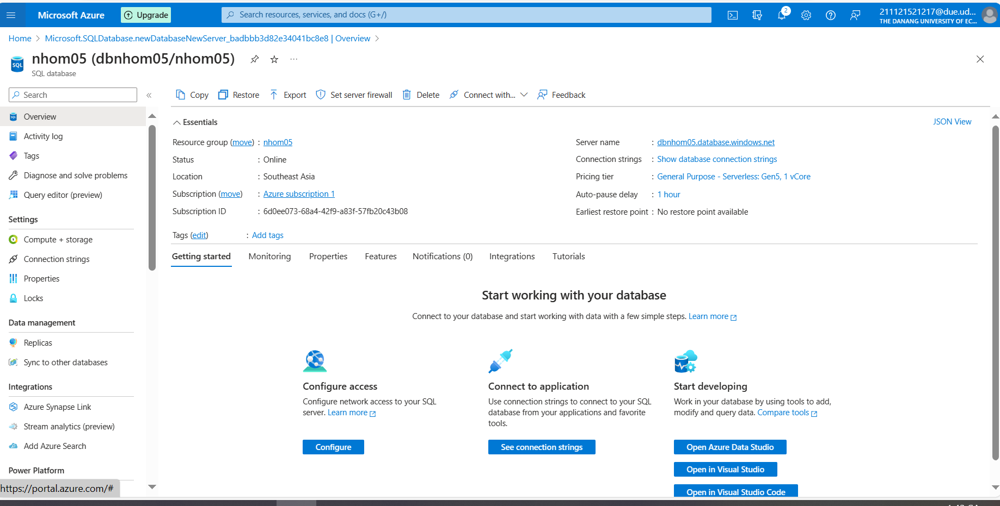 Microsoft Azure
Upgrade
Search resources, services, and docs (G+/)
2
211121521217@due.ud...
THE DANANG UNIVERSITY OF EC...
Home > Microsoft.SQLDatabase.newDatabaseNewServer_badbbb3d82e34041bc8e8 | Overview >
SQL
nhom05 (dbnhom05/nhom05)
...
SQL database
Search
«
Copy
Restore
Export
Set server firewall
Delete
Connect with...
Feedback
Overview
Activity log
Tags
Diagnose and solve problems
Query editor (preview)
Settings
Compute + storage
Connection strings
Properties
Locks
Data management
Replicas
Sync to other databases
Integrations
Azure Synapse Link
Stream analytics (preview)
Add Azure Search
Power Platform
https://portal.azure.com/#
Essentials
JSON View
Resource group (move) : nhom05
Status : Online
Location : Southeast Asia
Subscription (move) : Azure subscription 1
Subscription ID : 6d0ee073-68a4-42f9-a83f-57fb20c43b08
Server name : dbnhom05.database.windows.net
Connection strings : Show database connection strings
Pricing tier : General Purpose - Serverless: Gen5, 1 vCore
Auto-pause delay : 1 hour
Earliest restore point : No restore point available
Tags (edit) : Add tags
Getting started
Monitoring
Properties
Features
Notifications (0)
Integrations
Tutorials
Start working with your database
Connect to your database and start working with data with a few simple steps. Learn more
Configure access
Configure network access to your SQL
server. Learn more
Configure
Connect to application
Use connection strings to connect to your SQL
database from your applications and favorite
tools.
See connection strings
Start developing
Work in your database by using tools to add,
modify and query data. Compare tools
Open Azure Data Studio
Open in Visual Studio
Open in Visual Studio Code